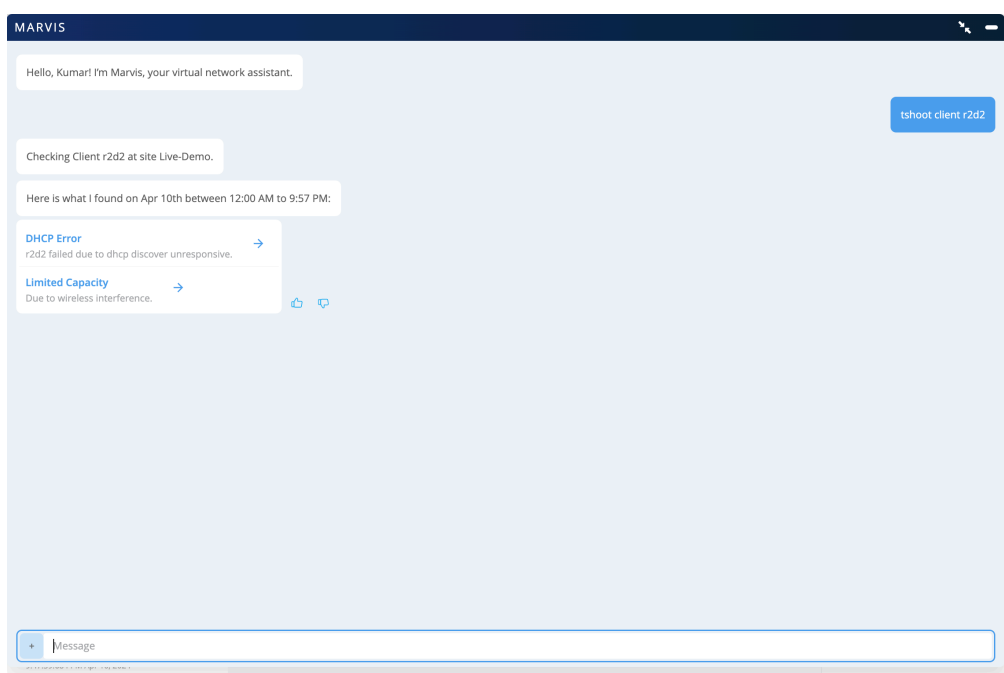 MARVIS
Hello, Kumar! I'm Marvis, your virtual network assistant.
tshoot client r2d2
Checking Client r2d2 at site Live-Demo.
Here is what I found on Apr 10th between 12:00 AM to 9:57 PM:
DHCP Error
r2d2 failed due to dhcp discover unresponsive.
Limited Capacity
Due to wireless interference.
+ Message